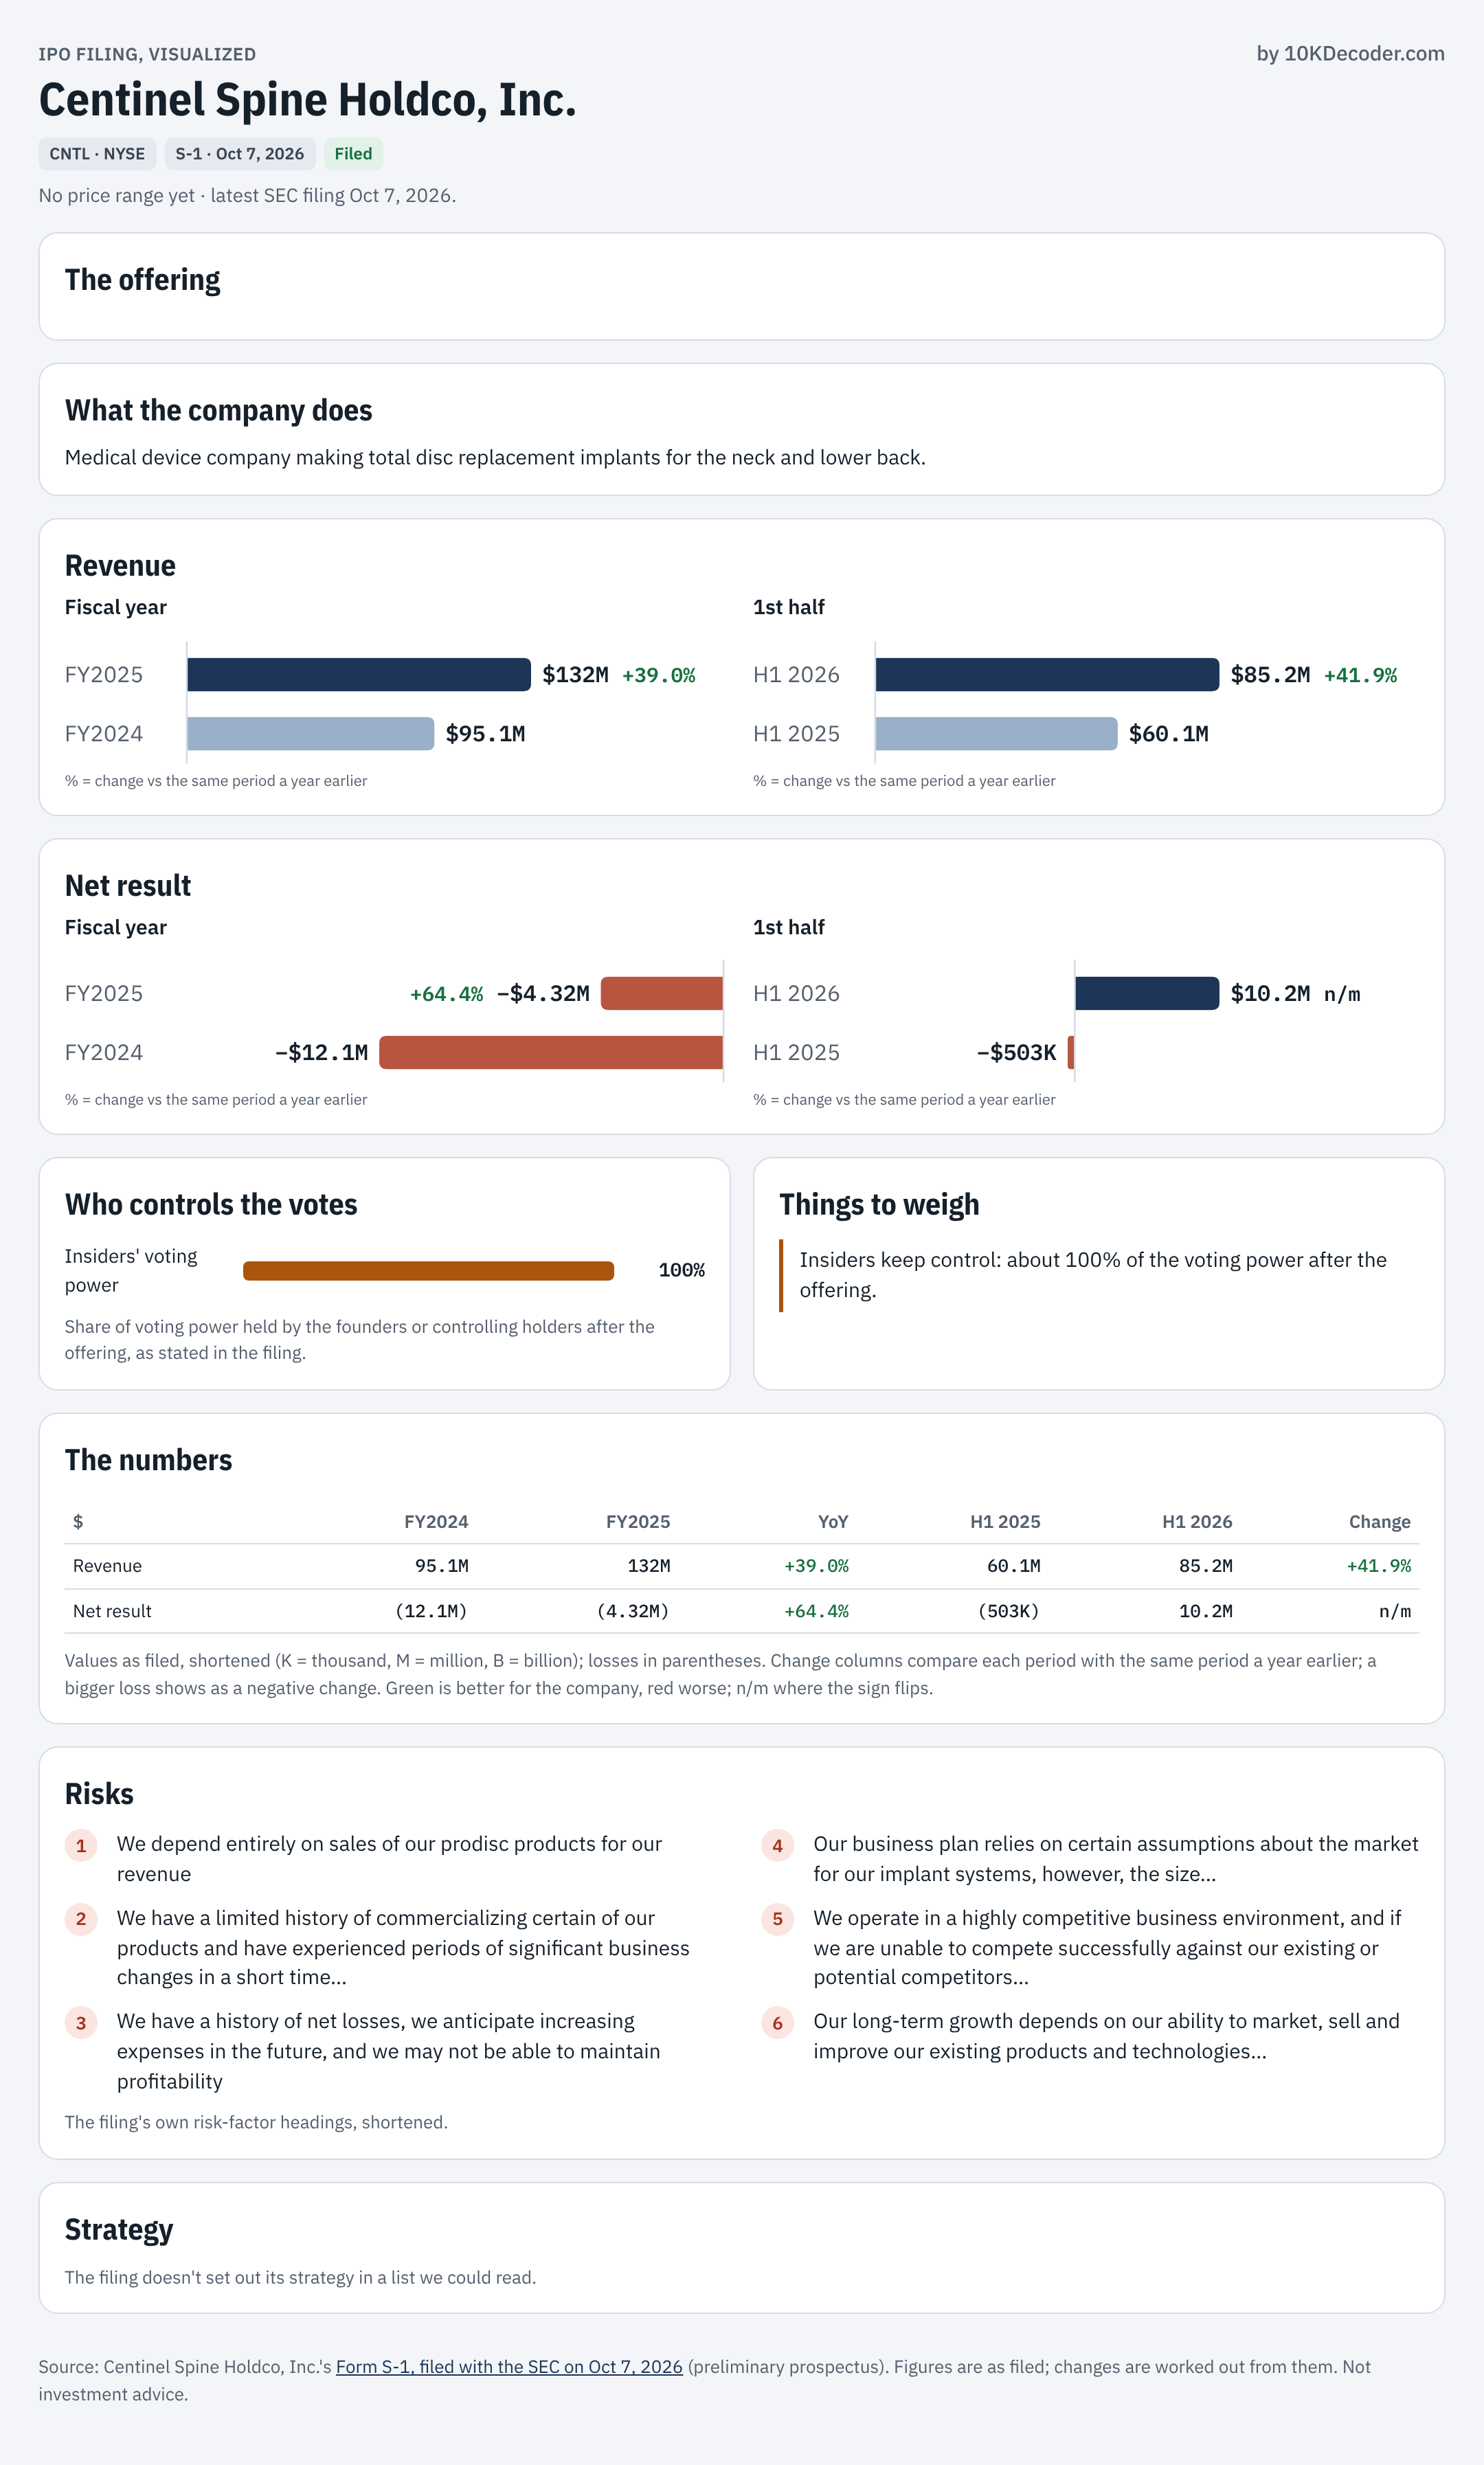 IPO FILING, VISUALIZED
by 10KDecoder.com
Centinel Spine Holdco, Inc.
CNTL · NYSE
S-1 · Oct 7, 2026
Filed
No price range yet · latest SEC filing Oct 7, 2026.
The offering
What the company does
Medical device company making total disc replacement implants for the neck and lower back.
Revenue
Fiscal year
FY2025 $132M +39.0%
FY2024 $95.1M
% = change vs the same period a year earlier
1st half
H1 2026 $85.2M +41.9%
H1 2025 $60.1M
% = change vs the same period a year earlier
Net result
Fiscal year
FY2025 +64.4% −$4.32M
FY2024 −$12.1M
% = change vs the same period a year earlier
1st half
H1 2026 $10.2M n/m
H1 2025 −$503K
% = change vs the same period a year earlier
Who controls the votes
Insiders' voting
power
100%
Share of voting power held by the founders or controlling holders after the
offering, as stated in the filing.
Things to weigh
Insiders keep control: about 100% of the voting power after the
offering.
The numbers
$ FY2024 FY2025 YoY H1 2025 H1 2026 Change
Revenue 95.1M 132M +39.0% 60.1M 85.2M +41.9%
Net result (12.1M) (4.32M) +64.4% (503K) 10.2M n/m
Values as filed, shortened (K = thousand, M = million, B = billion); losses in parentheses. Change columns compare each period with the same period a year earlier; a
bigger loss shows as a negative change. Green is better for the company, red worse; n/m where the sign flips.
Risks
1 We depend entirely on sales of our prodisc products for our
revenue
2 We have a limited history of commercializing certain of our
products and have experienced periods of significant business
changes in a short time…
3 We have a history of net losses, we anticipate increasing
expenses in the future, and we may not be able to maintain
profitability
4 Our business plan relies on certain assumptions about the market
for our implant systems, however, the size…
5 We operate in a highly competitive business environment, and if
we are unable to compete successfully against our existing or
potential competitors…
6 Our long-term growth depends on our ability to market, sell and
improve our existing products and technologies…
The filing's own risk-factor headings, shortened.
Strategy
The filing doesn't set out its strategy in a list we could read.
Source: Centinel Spine Holdco, Inc.'s Form S-1, filed with the SEC on Oct 7, 2026 (preliminary prospectus). Figures are as filed; changes are worked out from them. Not
investment advice.